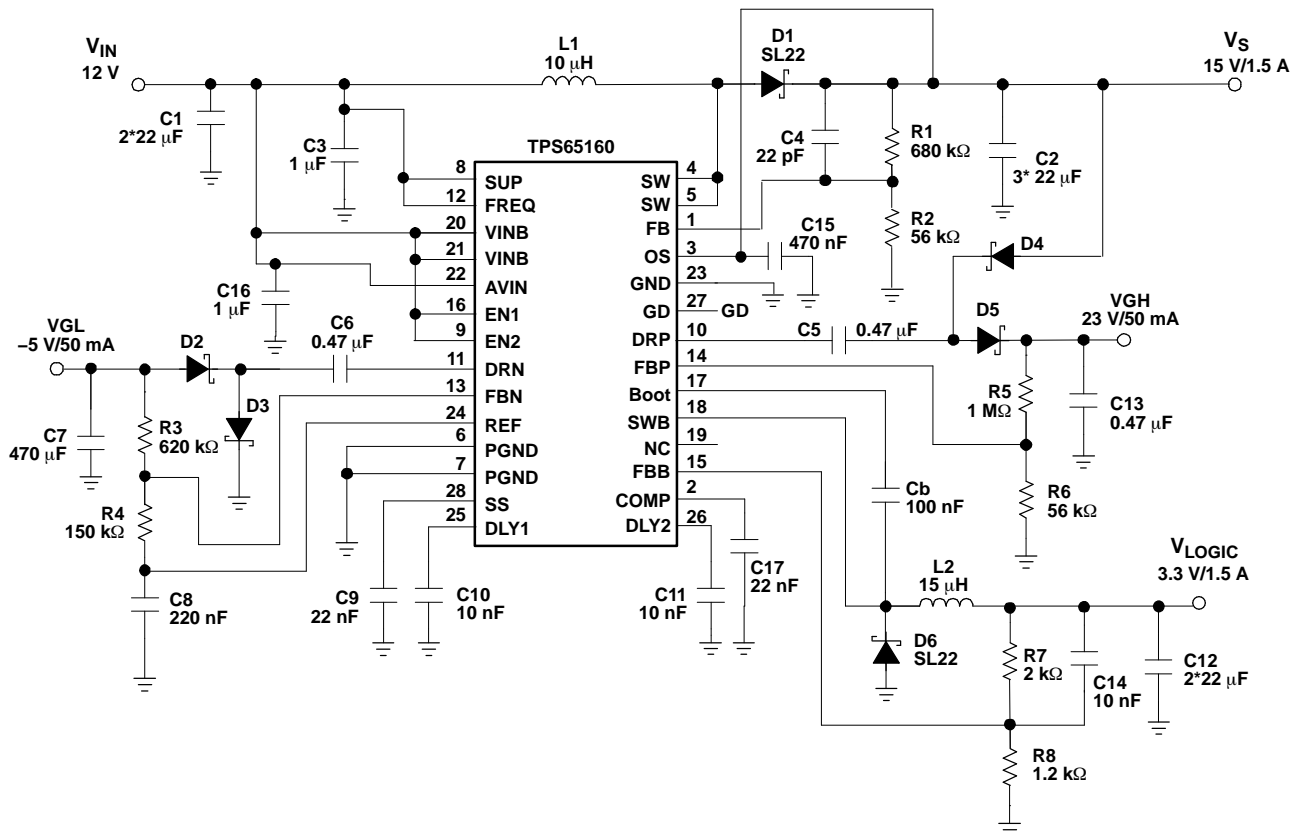 V_IN
12 V
L1
10 μH
D1
SL22
V_S
15 V/1.5 A
C1
2*22 μF
C3
1 μF
C4
22 pF
R1
680 kΩ
C2
3* 22 μF
R2
56 kΩ
TPS65160
8
SUP
12
FREQ
20
VINB
21
VINB
22
AVIN
16
EN1
9
EN2
11
DRN
13
FBN
24
REF
6
PGND
7
PGND
28
SS
25
DLY1
4
SW
5
SW
1
FB
3
OS
23
GND
27
GD
GD
10
DRP
14
FBP
17
Boot
18
SWB
19
NC
15
FBB
2
COMP
26
DLY2
C15
470 nF
D4
C16
1 μF
VGL
–5 V/50 mA
D2
C6
0.47 μF
D3
C7
470 μF
R3
620 kΩ
R4
150 kΩ
C8
220 nF
C9
22 nF
C10
10 nF
C5
0.47 μF
D5
VGH
23 V/50 mA
R5
1 MΩ
C13
0.47 μF
R6
56 kΩ
Cb
100 nF
C17
22 nF
C11
10 nF
L2
15 μH
V_LOGIC
3.3 V/1.5 A
D6
SL22
R7
2 kΩ
C14
10 nF
C12
2*22 μF
R8
1.2 kΩ